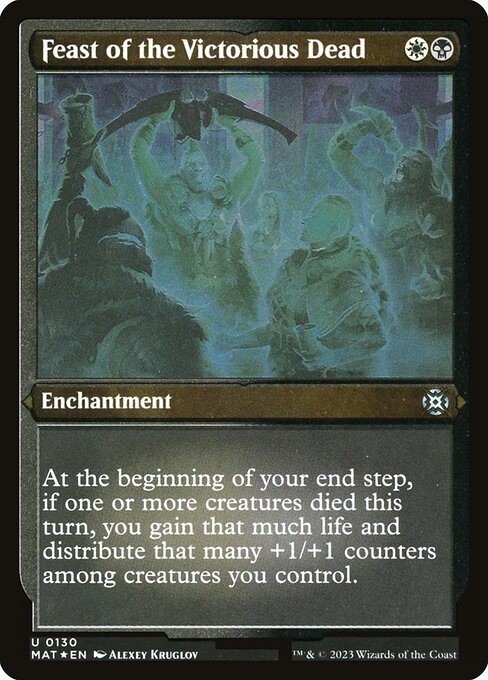 Feast of the Victorious Dead
Enchantment
At the beginning of your end step,
if one or more creatures died this
turn, you gain that much life and
distribute that many +1/+1 counters
among creatures you control.
U 0130
MAT★EN Alexey Kruglov
™ & © 2023 Wizards of the Coast